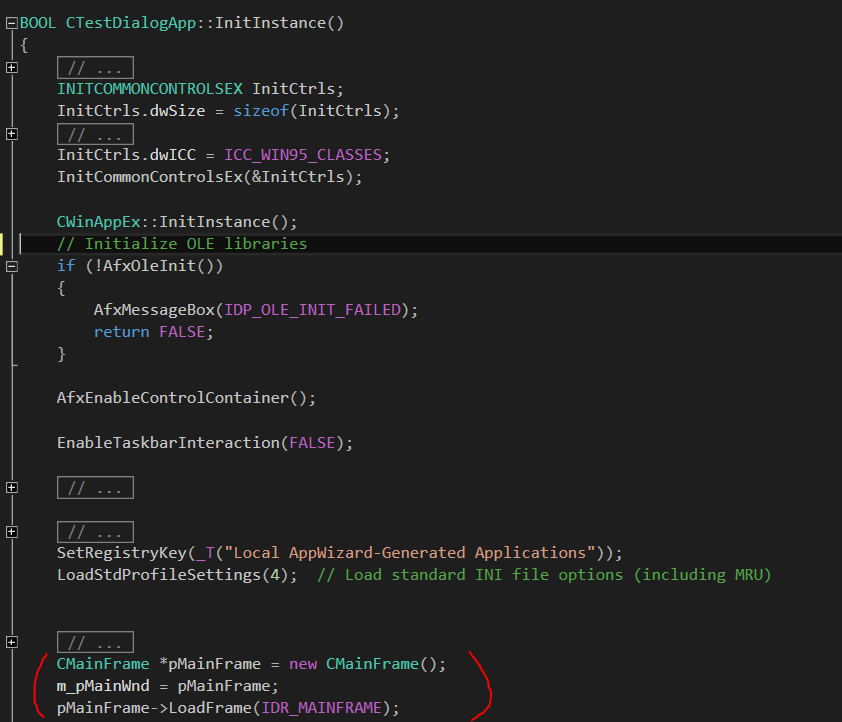 BOOL CTestDialogApp::InitInstance()
{
// ...
INITCOMMONCONTROLSEX InitCtrls;
InitCtrls.dwSize = sizeof(InitCtrls);
// ...
InitCtrls.dwICC = ICC_WIN95_CLASSES;
InitCommonControlsEx(&InitCtrls);
CWinAppEx::InitInstance();
// Initialize OLE libraries
if (!AfxOleInit())
{
AfxMessageBox(IDP_OLE_INIT_FAILED);
return FALSE;
}
AfxEnableControlContainer();
EnableTaskbarInteraction(FALSE);
// ...
// ...
SetRegistryKey(_T("Local AppWizard-Generated Applications"));
LoadStdProfileSettings(4);  // Load standard INI file options (including MRU)
// ...
CMainFrame *pMainFrame = new CMainFrame();
m_pMainWnd = pMainFrame;
pMainFrame->LoadFrame(IDR_MAINFRAME);